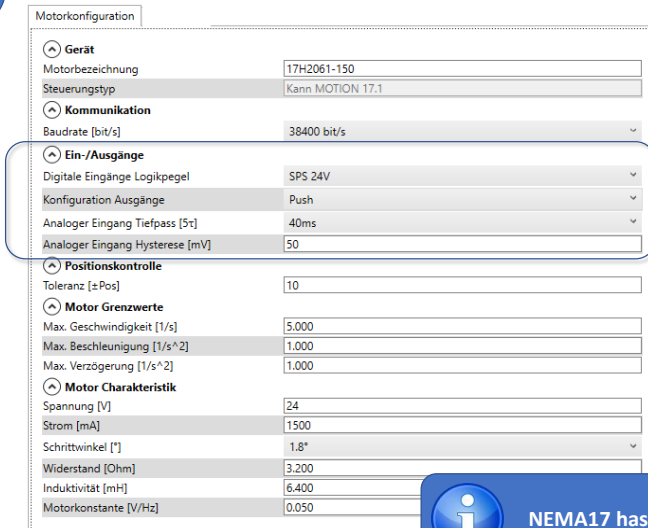 Motorkonfiguration
Gerät
Motorbezeichnung 17H2061-150
Steuerungstyp Kann MOTION 17.1
Kommunikation
Baudrate [bit/s] 38400 bit/s
Ein-/Ausgänge
Digitale Eingänge Logikpegel SPS 24V
Konfiguration Ausgänge Push
Analoger Eingang Tiefpass [5τ] 40ms
Analoger Eingang Hysterese [mV] 50
Positionskontrolle
Toleranz [±Pos] 10
Motor Grenzwerte
Max. Geschwindigkeit [1/s] 5.000
Max. Beschleunigung [1/s^2] 1.000
Max. Verzögerung [1/s^2] 1.000
Motor Charakteristik
Spannung [V] 24
Strom [mA] 1500
Schrittwinkel [°] 1.8°
Widerstand [Ohm] 3.200
Induktivität [mH] 6.400
Motorkonstante [V/Hz] 0.050
NEMA17 has